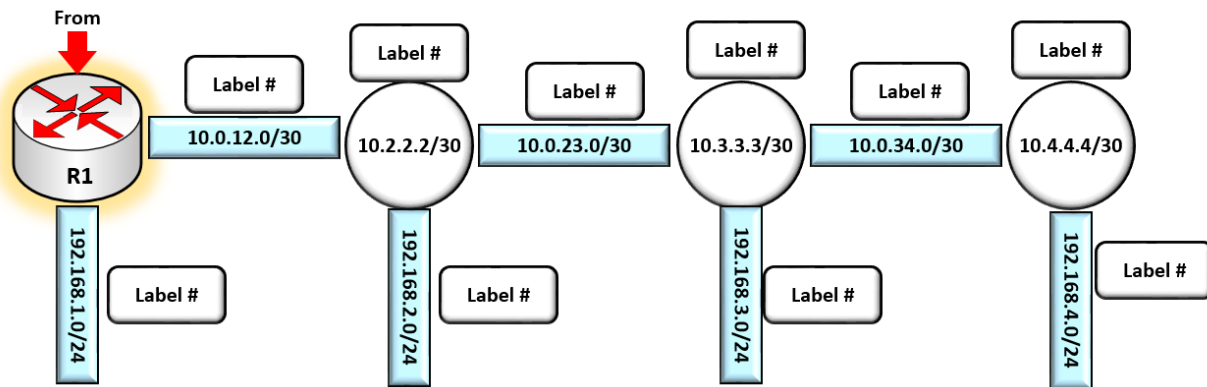 From
Label #
Label #
Label #
Label #
Label #
Label #
R1
10.0.12.0/30
10.2.2.2/30
10.0.23.0/30
10.3.3.3/30
10.0.34.0/30
10.4.4.4/30
192.168.1.0/24
Label #
192.168.2.0/24
Label #
192.168.3.0/24
Label #
192.168.4.0/24
Label #